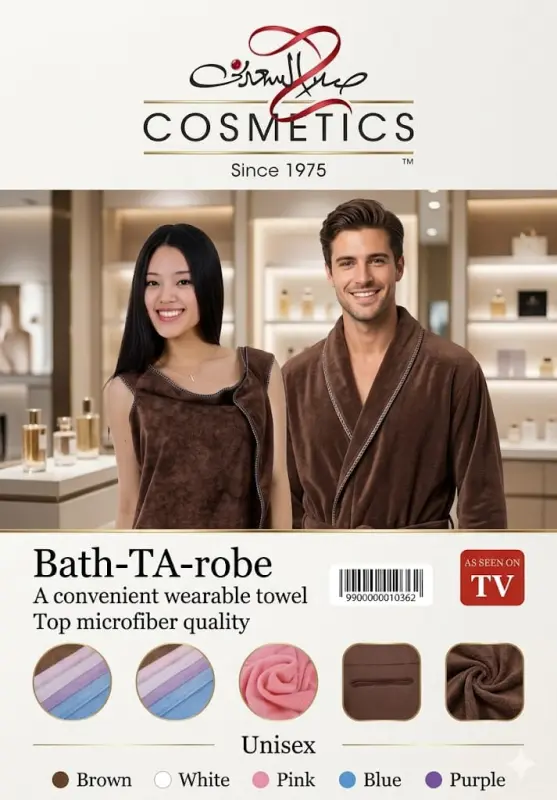 COSMETICS
TM
Since 1975
Bath-TA-robe
A convenient wearable towel
Top microfiber quality
9900000010362
AS SEEN ON
TV
Unisex
Brown
White
Pink
Blue
Purple